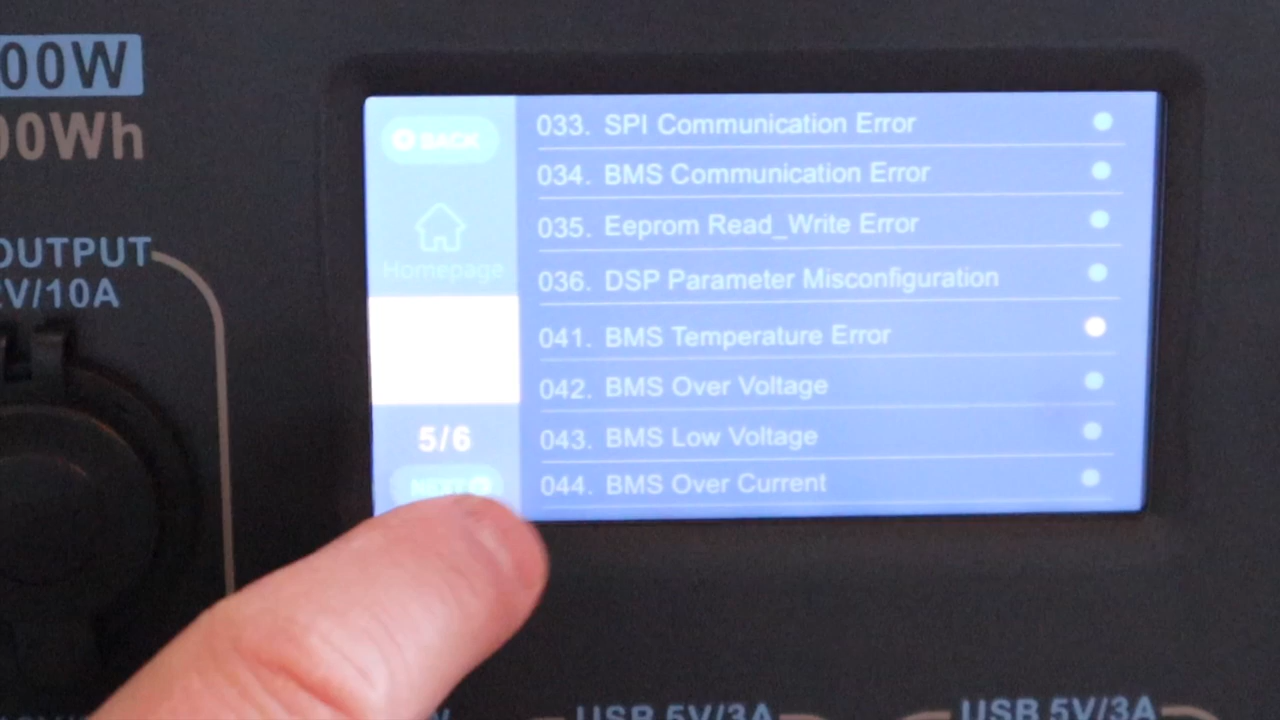 00W
00Wh
OUTPUT
V/10A
BACK
Homepage
5/6
NEXT
033. SPI Communication Error
034. BMS Communication Error
035. Eeprom Read_Write Error
036. DSP Parameter Misconfiguration
041. BMS Temperature Error
042. BMS Over Voltage
043. BMS Low Voltage
044. BMS Over Current
USB 5V/3A
USB 5V/3A